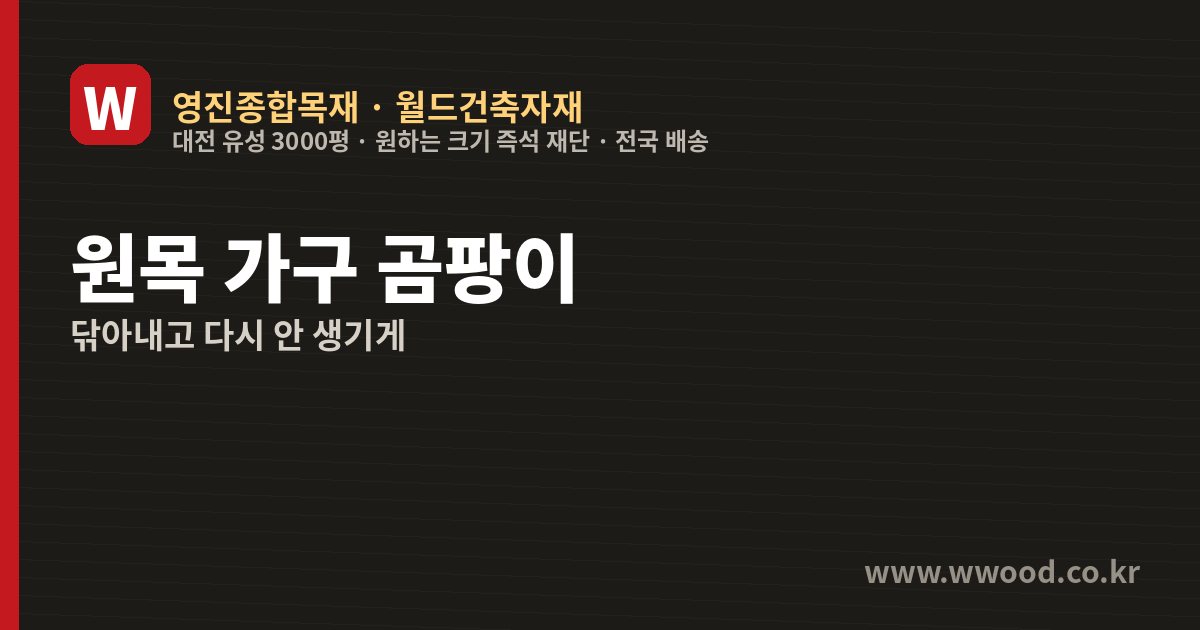 W
영진종합목재 · 월드건축자재
대전 유성 3000평 · 원하는 크기 즉석 재단 · 전국 배송
원목 가구 곰팡이
닦아내고 다시 안 생기게
www.wwood.co.kr